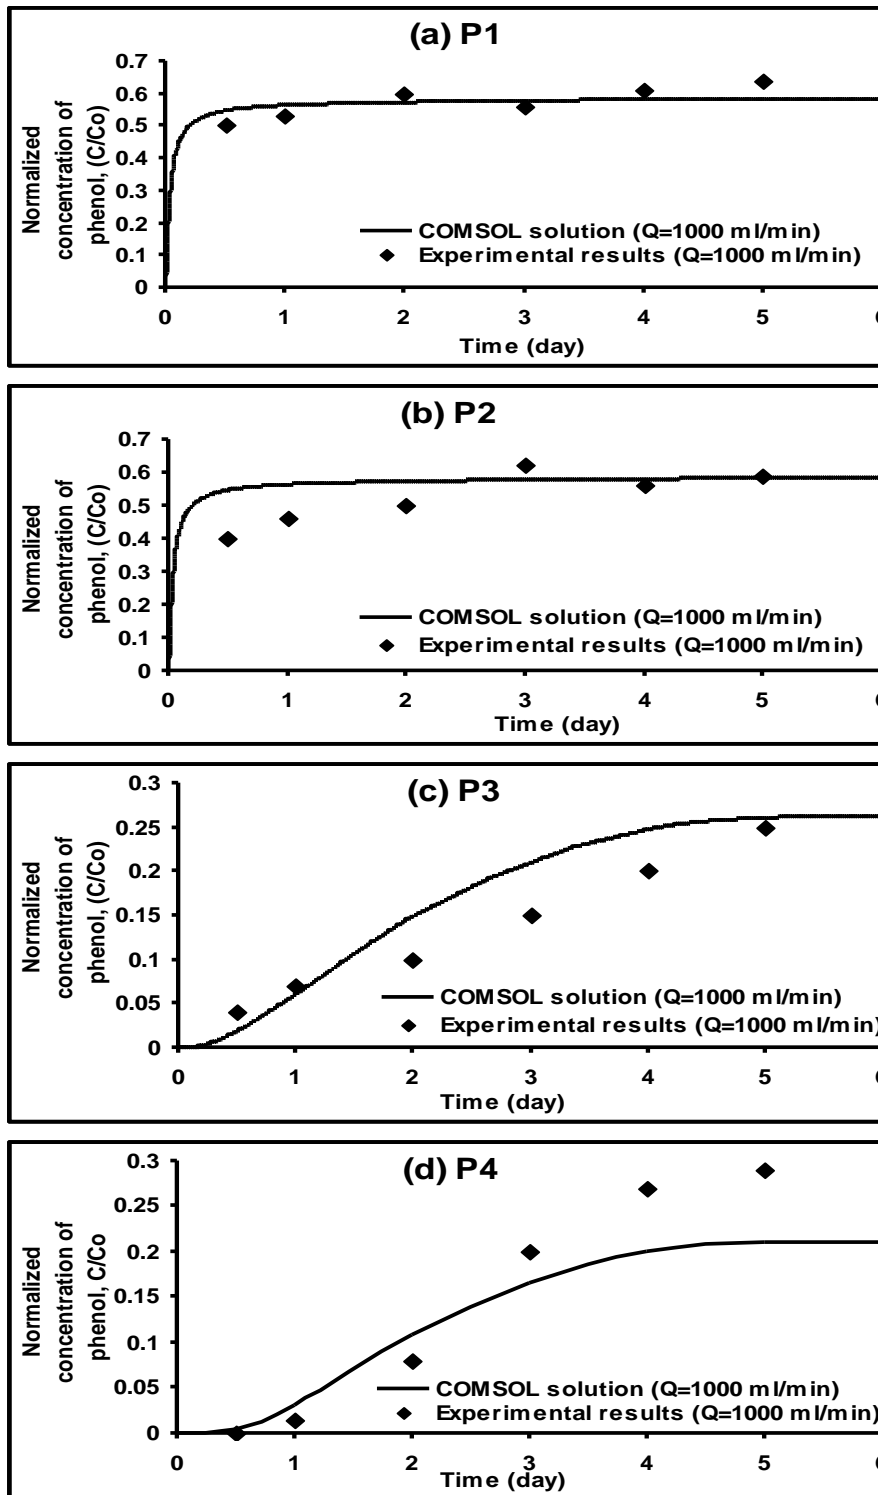 (a) P1
Normalized
concentration of
phenol, (C/Co)
0.7
0.6
0.5
0.4
0.3
0.2
0.1
0
COMSOL solution (Q=1000 ml/min)
Experimental results (Q=1000 ml/min)
0 1 2 3 4 5
Time (day)
(b) P2
Normalized
concentration of
phenol, (C/Co)
0.7
0.6
0.5
0.4
0.3
0.2
0.1
0
COMSOL solution (Q=1000 ml/min)
Experimental results (Q=1000 ml/min)
0 1 2 3 4 5
Time (day)
(c) P3
Normalized
concentration of
phenol, (C/Co)
0.3
0.25
0.2
0.15
0.1
0.05
0
COMSOL solution (Q=1000 ml/min)
Experimental results (Q=1000 ml/min)
0 1 2 3 4 5
Time (day)
(d) P4
Normalized
concentration of
phenol, C/Co
0.3
0.25
0.2
0.15
0.1
0.05
0
COMSOL solution (Q=1000 ml/min)
Experimental results (Q=1000 ml/min)
0 1 2 3 4 5
Time (day)